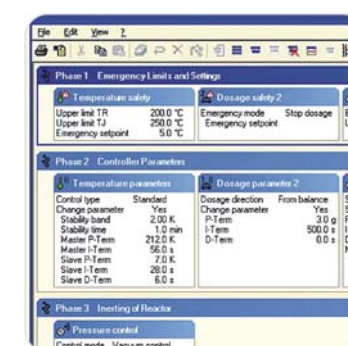 File Edit View ?
Phase 1 Emergency Limits and Settings
Temperature safety
Upper limit TR 200.0 °C
Upper limit TJ 250.0 °C
Emergency setpoint 5.0 °C
Dosage safety 2
Emergency mode Stop dosage
Emergency setpoint
Phase 2 Controller Parameters
Temperature parameters
Control type Standard
Change parameter Yes
Stability band 2.00 K
Stability time 1.0 min
Master P-Term 212.0 K
Master I-Term 56.0 s
Slave P-Term 7.0 K
Slave I-Term 28.0 s
Slave D-Term 6.0 s
Dosage parameter 2
Dosage direction From balance
Change parameter Yes
P-Term 3.0 g
I-Term 500.0 s
D-Term 0.0 s
Phase 3 Inerting of Reactor
Pressure control
Control mode Vacuum control